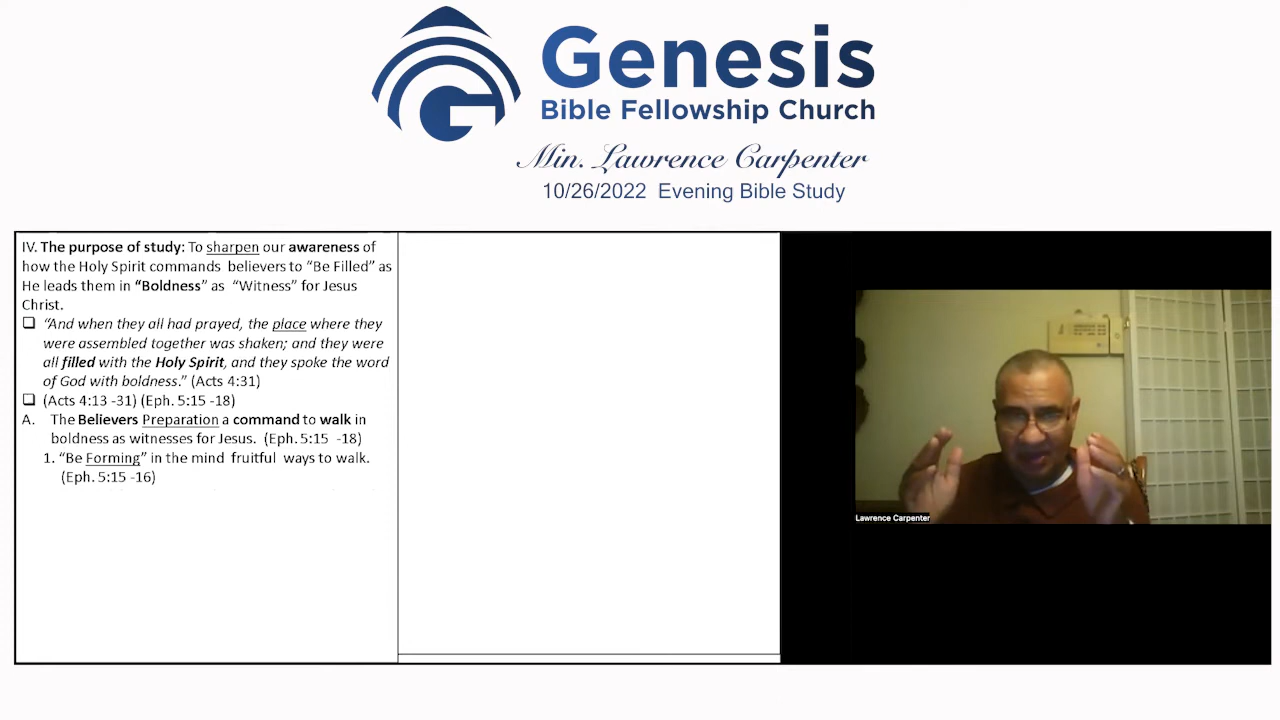 Genesis
Bible Fellowship Church
Min. Lawrence Carpenter
10/26/2022 Evening Bible Study
IV. The purpose of study: To sharpen our awareness of
how the Holy Spirit commands believers to “Be Filled” as
He leads them in “Boldness” as “Witness” for Jesus
Christ.
❑ “And when they all had prayed, the place where they
were assembled together was shaken; and they were
all filled with the Holy Spirit, and they spoke the word
of God with boldness.” (Acts 4:31)
❑ (Acts 4:13 -31) (Eph. 5:15 -18)
A. The Believers Preparation a command to walk in
boldness as witnesses for Jesus. (Eph. 5:15 -18)
1. “Be Forming” in the mind fruitful ways to walk.
(Eph. 5:15 -16)
Lawrence Carpenter